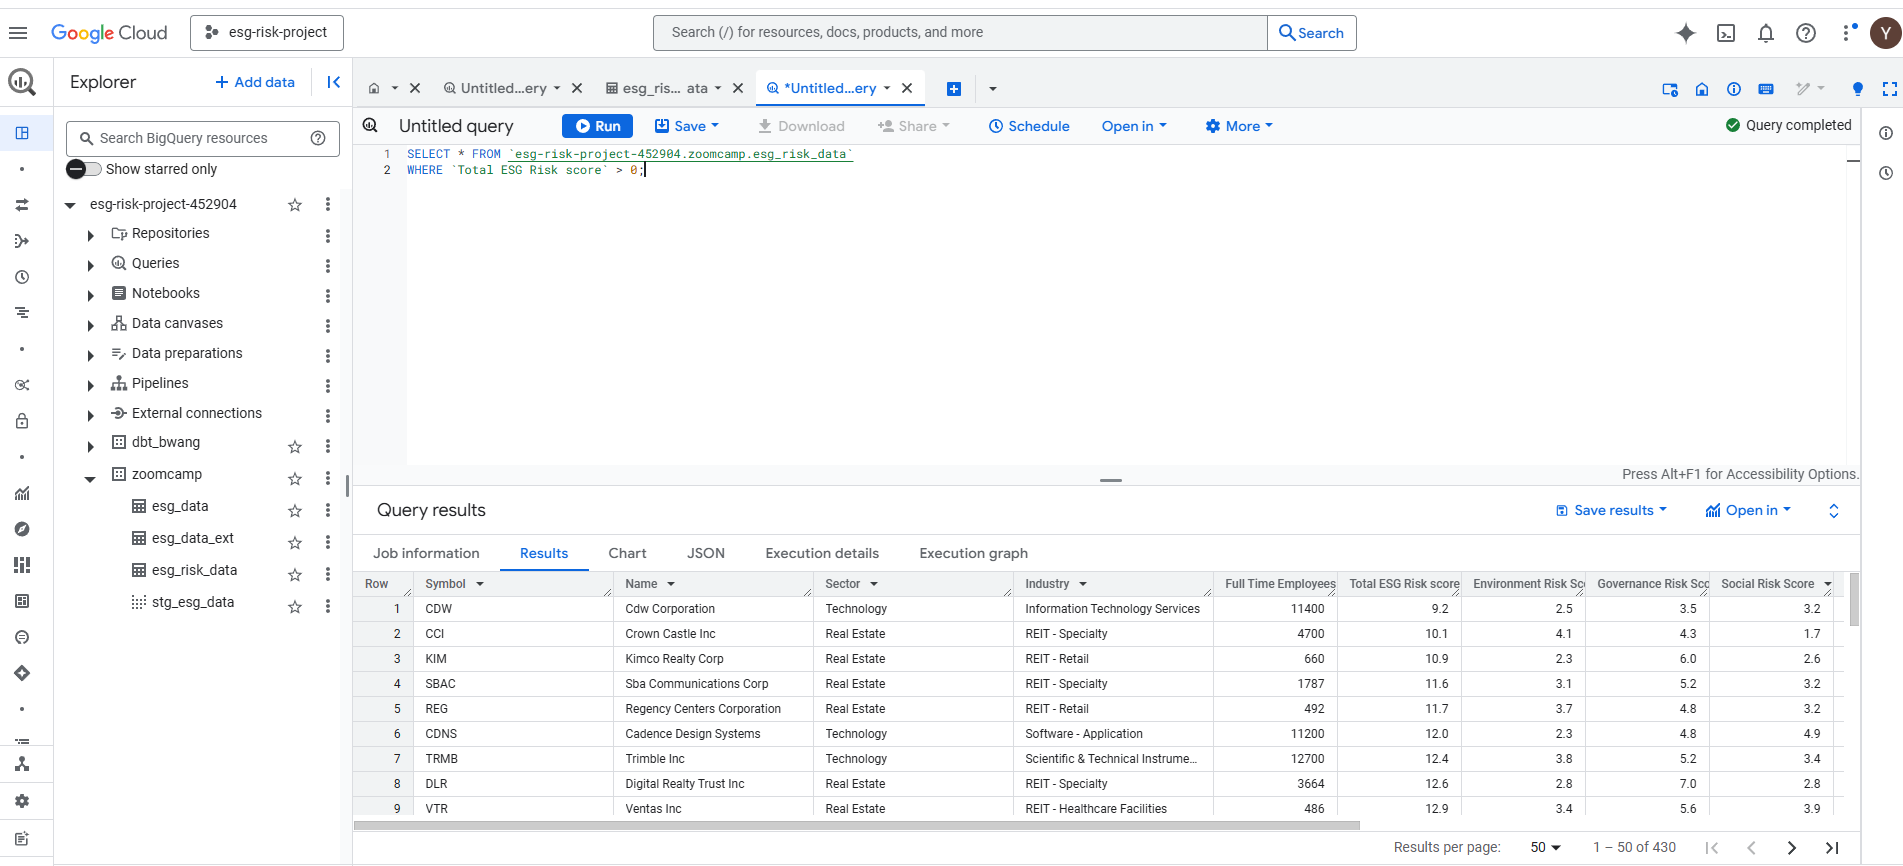 Google Cloud
esg-risk-project
Search (/) for resources, docs, products, and more
Search
Y
Explorer
+ Add data
Untitled...ery
esg_ris... ata
*Untitled...ery
Search BigQuery resources
Show starred only
Untitled query
Run
Save
Download
Share
Schedule
Open in
More
Query completed
1 SELECT * FROM `esg-risk-project-452904.zoomcamp.esg_risk_data`
2 WHERE `Total ESG Risk score` > 0;
esg-risk-project-452904
Repositories
Queries
Notebooks
Data canvases
Data preparations
Pipelines
External connections
dbt_bwang
zoomcamp
esg_data
esg_data_ext
esg_risk_data
stg_esg_data
Press Alt+F1 for Accessibility Options.
Query results
Save results
Open in
Job information Results Chart JSON Execution details Execution graph
Row Symbol Name Sector Industry Full Time Employees Total ESG Risk score Environment Risk Sc Governance Risk Sco Social Risk Score
1 CDW Cdw Corporation Technology Information Technology Services 11400 9.2 2.5 3.5 3.2
2 CCI Crown Castle Inc Real Estate REIT - Specialty 4700 10.1 4.1 4.3 1.7
3 KIM Kimco Realty Corp Real Estate REIT - Retail 660 10.9 2.3 6.0 2.6
4 SBAC Sba Communications Corp Real Estate REIT - Specialty 1787 11.6 3.1 5.2 3.2
5 REG Regency Centers Corporation Real Estate REIT - Retail 492 11.7 3.7 4.8 3.2
6 CDNS Cadence Design Systems Technology Software - Application 11200 12.0 2.3 4.8 4.9
7 TRMB Trimble Inc Technology Scientific & Technical Instrume... 12700 12.4 3.8 5.2 3.4
8 DLR Digital Realty Trust Inc Real Estate REIT - Specialty 3664 12.6 2.8 7.0 2.8
9 VTR Ventas Inc Real Estate REIT - Healthcare Facilities 486 12.9 3.4 5.6 3.9
Results per page: 50 1 – 50 of 430